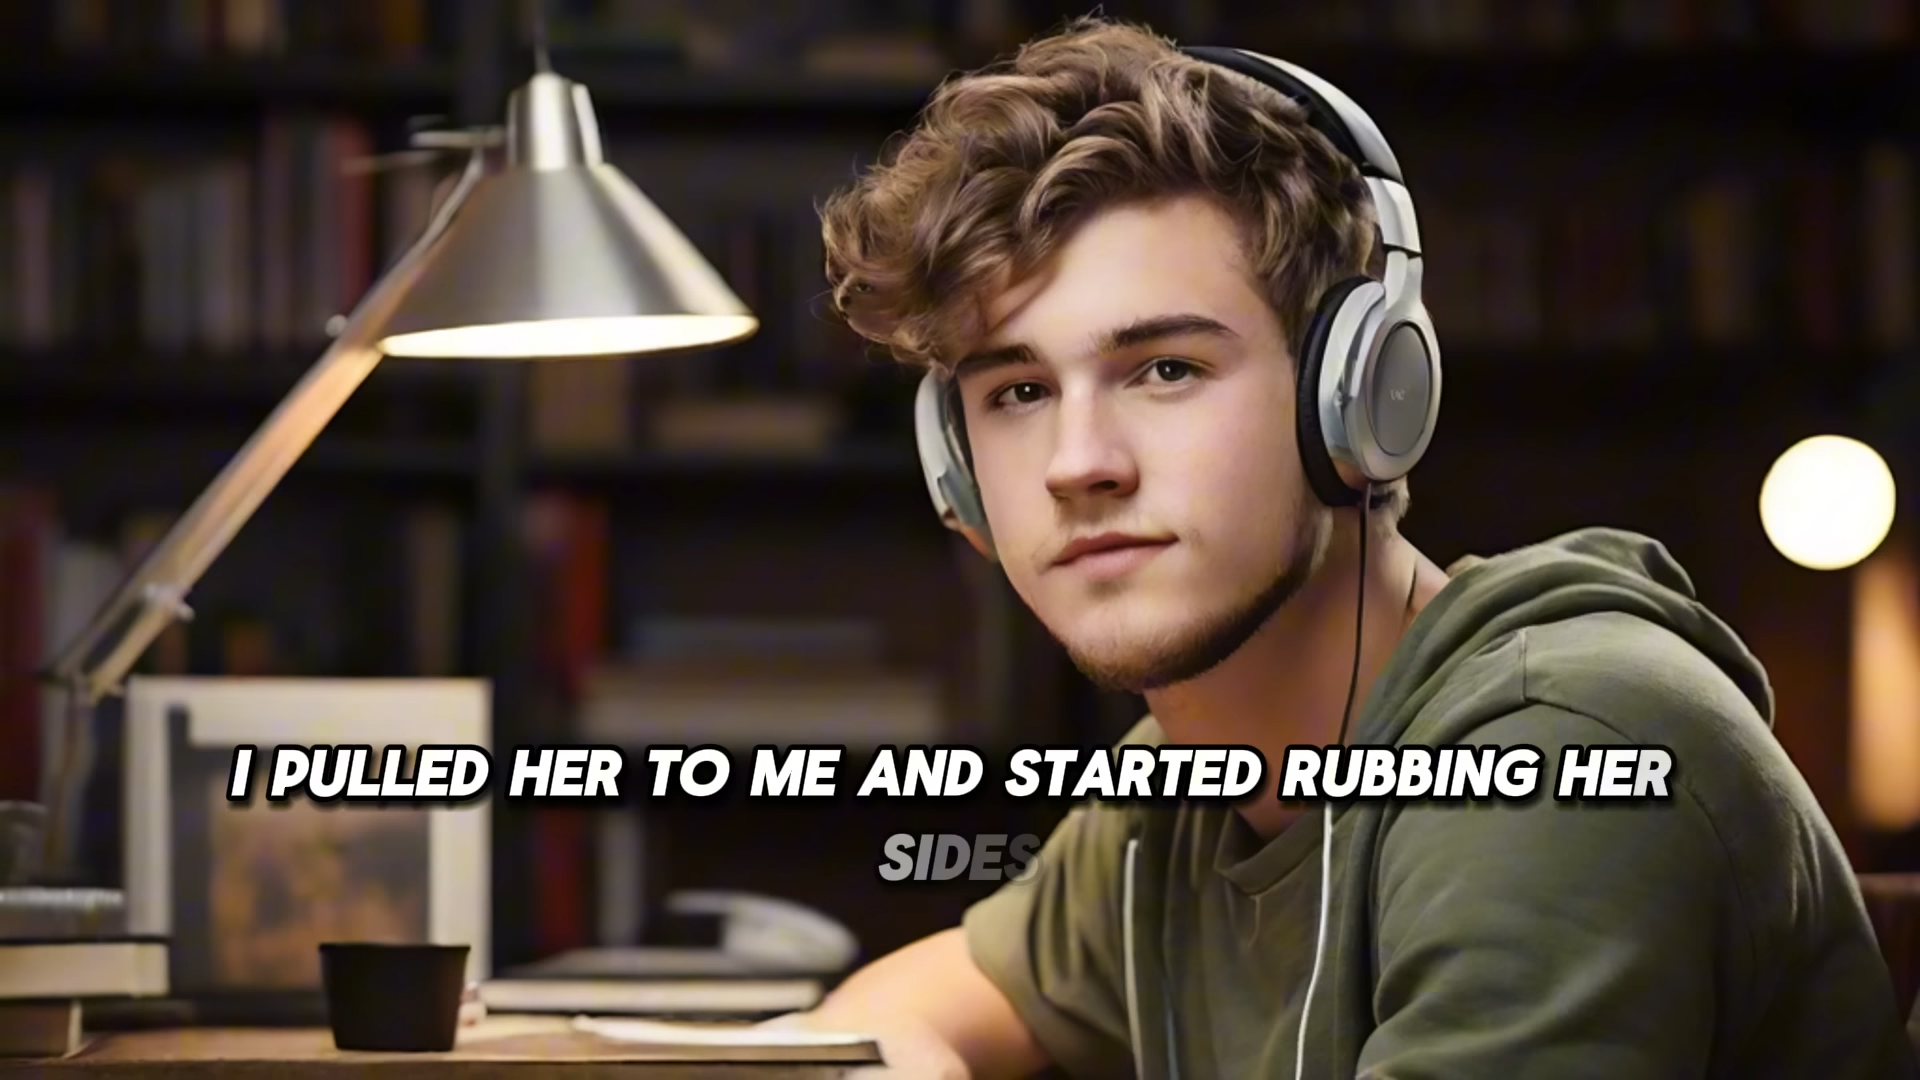 I PULLED HER TO ME AND STARTED RUBBING HER
SIDES